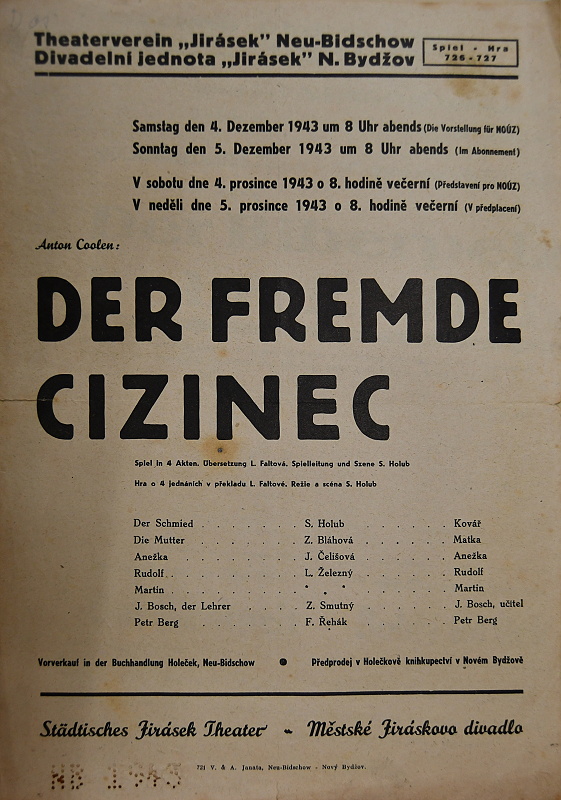 Theaterverein „Jirásek" Neu-Bidschow
Divadelní jednota „Jirásek" N. Bydžov
Spiel - Hra
726 - 727
Samstag den 4. Dezember 1943 um 8 Uhr abends (Die Vorstellung für NOÚZ)
Sonntag den 5. Dezember 1943 um 8 Uhr abends (Im Abonnement)
V sobotu dne 4. prosince 1943 o 8. hodině večerní (Představení pro NOÚZ)
V neděli dne 5. prosince 1943 o 8. hodině večerní (V předplacení)
Anton Coolen:
DER FREMDE
CIZINEC
Spiel in 4 Akten. Übersetzung L. Faltová. Spielleitung und Szene S. Holub
Hra o 4 jednáních v překladu L. Faltové. Režie a scéna S. Holub
Der Schmied . . . . . . S. Holub . . . . . . Kovář
Die Mutter . . . . . . Z. Bláhová . . . . . . Matka
Anežka . . . . . . J. Čelišová . . . . . . Anežka
Rudolf . . . . . . L. Železný . . . . . . Rudolf
Martin . . . . . . * * * . . . . . . Martin
J. Bosch, der Lehrer . . . . Z. Smutný . . . . . . J. Bosch, učitel
Petr Berg . . . . . . F. Řehák . . . . . . Petr Berg
Vorverkauf in der Buchhandlung Holeček, Neu-Bidschow ● Předprodej v Holečkově knihkupectví v Novém Bydžově
Städtisches Jirásek Theater - Městské Jiráskovo divadlo
721 V. & A. Janata, Neu-Bidschow - Nový Bydžov.
NB 1943